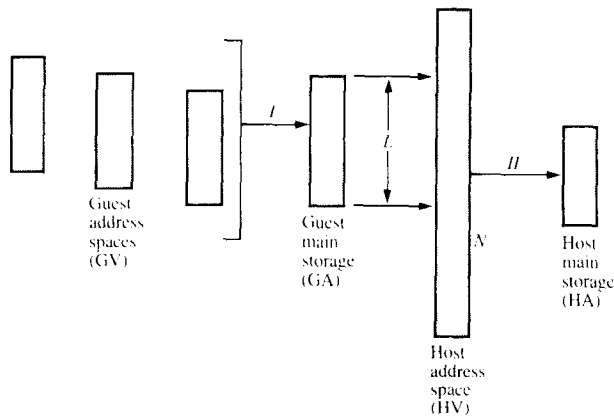 I
L
H
N
Guest
address
spaces
(GV)
Guest
main
storage
(GA)
Host
address
space
(HV)
Host
main
storage
(HA)